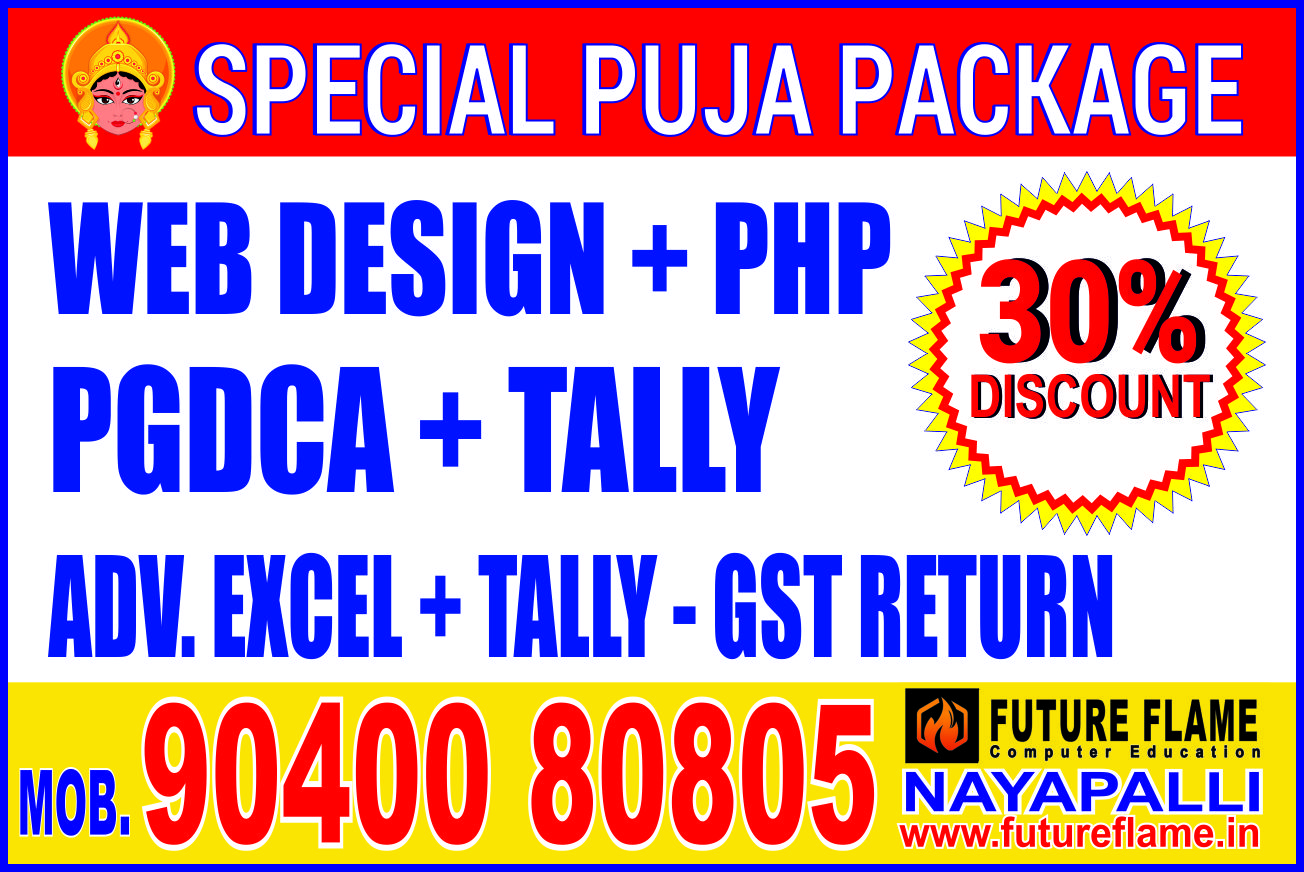 SPECIAL PUJA PACKAGE
WEB DESIGN + PHP
30%
DISCOUNT
PGDCA + TALLY
ADV. EXCEL + TALLY - GST RETURN
MOB. 90400 80805
FUTURE FLAME
Computer Education
NAYAPALLI
www.futureflame.in